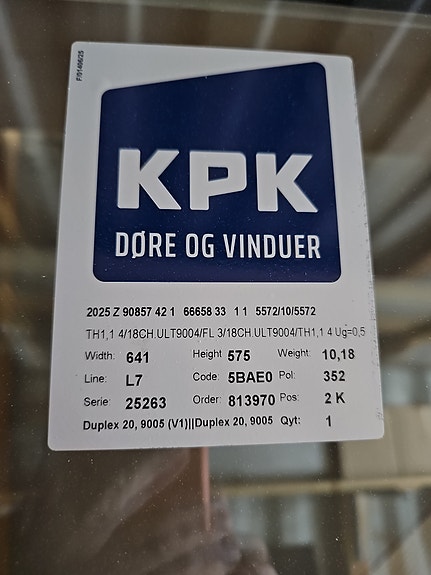 F/01406/25
KPK
DØRE OG VINDUER
2025 Z 90857 42 1 66658 33 1 1 5572/10/5572
TH1,1 4/18CH.ULT9004/FL 3/18CH.ULT9004/TH1,1 4 Ug=0,5
Width: 641 Height 575 Weight: 10,18
Line: L7 Code: 5BAE0 Pol: 352
Serie: 25263 Order: 813970 Pos: 2 K
Duplex 20, 9005 (V1)||Duplex 20, 9005 Qyt: 1